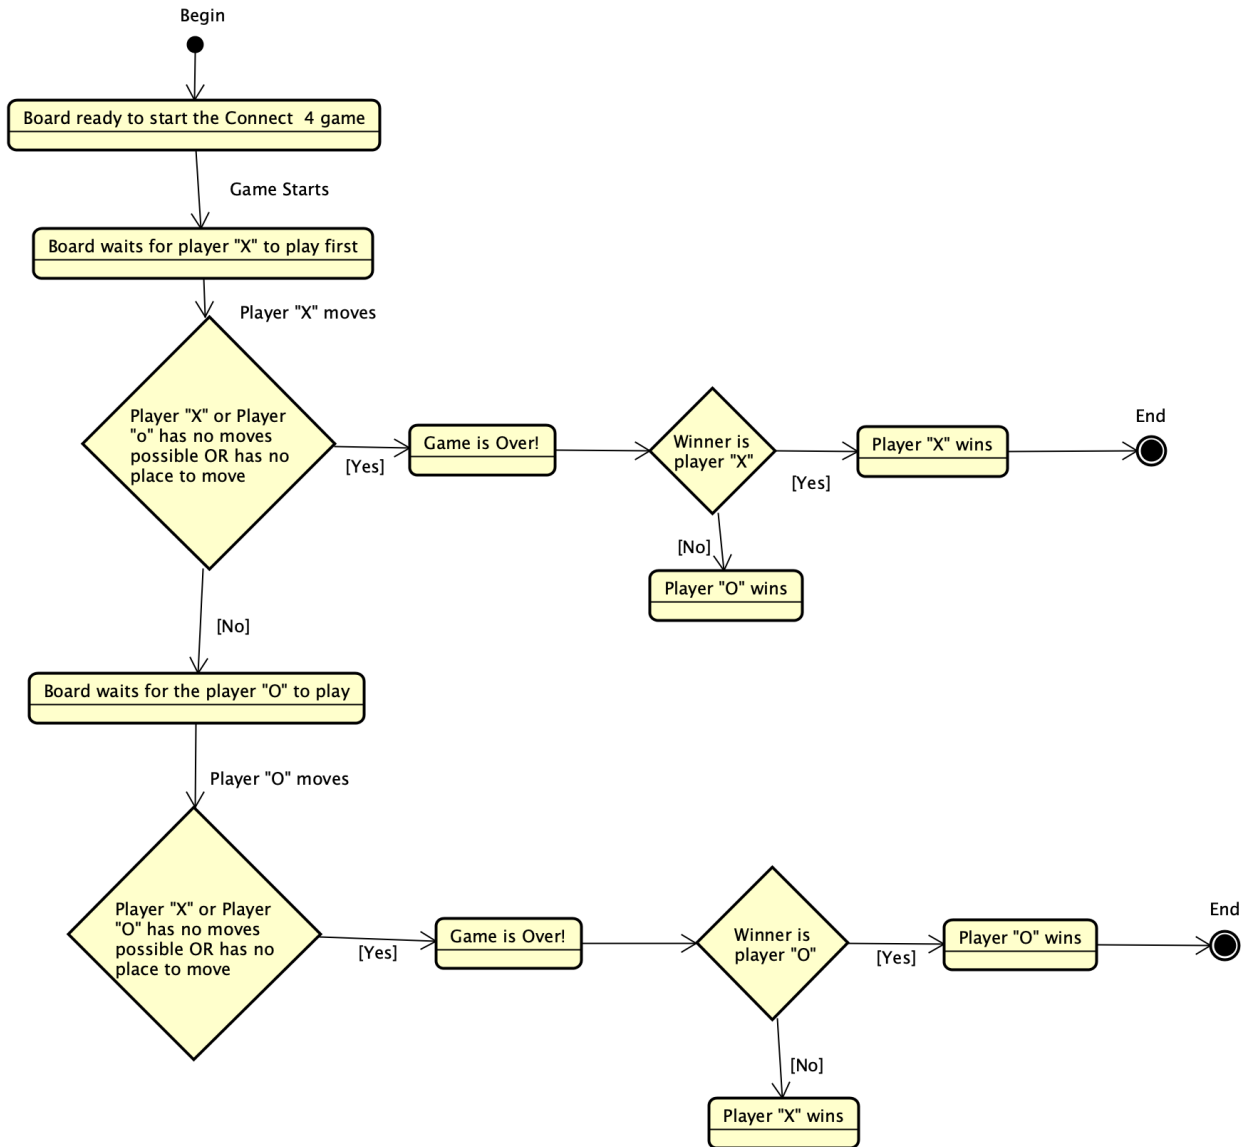 Begin
Board ready to start the Connect  4 game
Game Starts
Board waits for player "X" to play first
Player "X" moves
Player "X" or Player
"o" has no moves
possible OR has no
place to move
[Yes]
Game is Over!
Winner is
player "X"
[Yes]
Player "X" wins
End
[No]
Player "O" wins
[No]
Board waits for the player "O" to play
Player "O" moves
Player "X" or Player
"O" has no moves
possible OR has no
place to move
[Yes]
Game is Over!
Winner is
player "O"
[Yes]
Player "O" wins
End
[No]
Player "X" wins